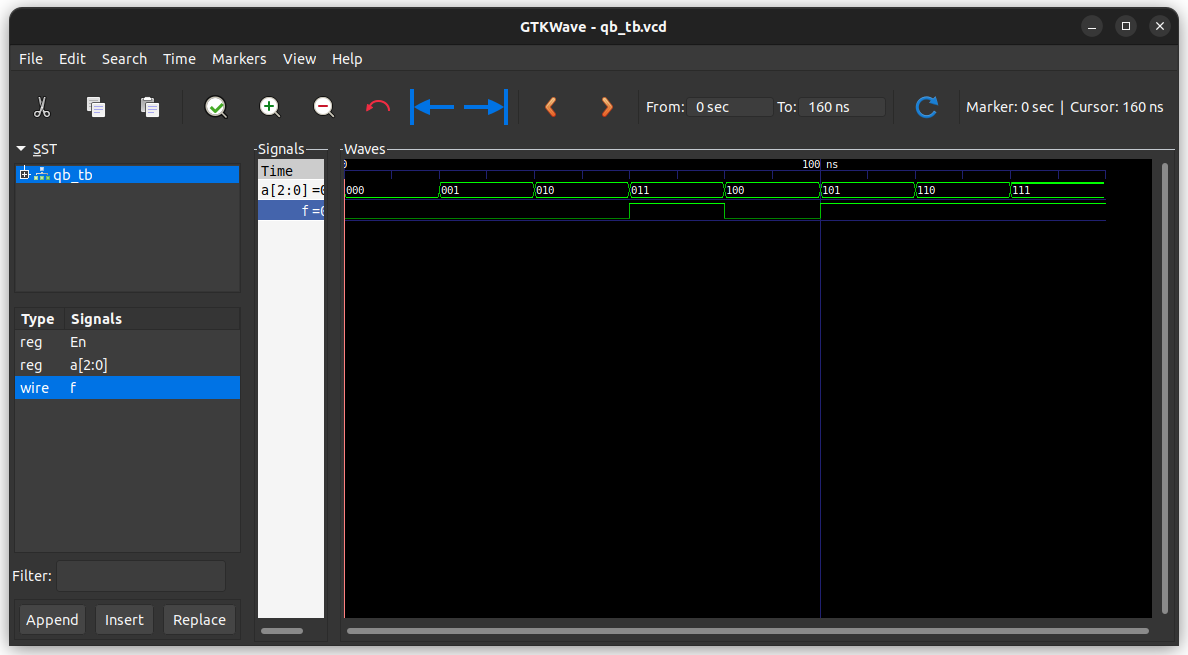 GTKWave - qb_tb.vcd
File Edit Search Time Markers View Help
From: 0 sec To: 160 ns Marker: 0 sec | Cursor: 160 ns
SST
qb_tb
Type Signals
reg En
reg a[2:0]
wire f
Filter:
Append Insert Replace
Signals
Time
a[2:0] =0
f =0
Waves
0 100 ns
000 001 010 011 100 101 110 111